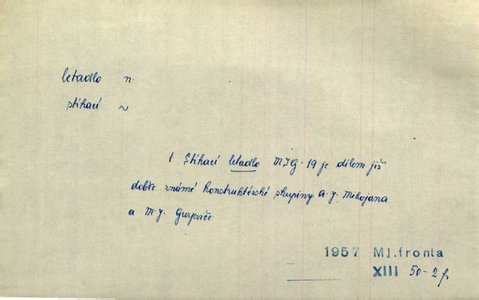 letadlo n.
stíhací ~
1 Stíhací letadlo MIG-19 je dílem již
dobře známé konstruktérské skupiny A. J. Mikojana
a M. J. Gurjeviče
1957 Ml.fronta
XIII 50-2 f.